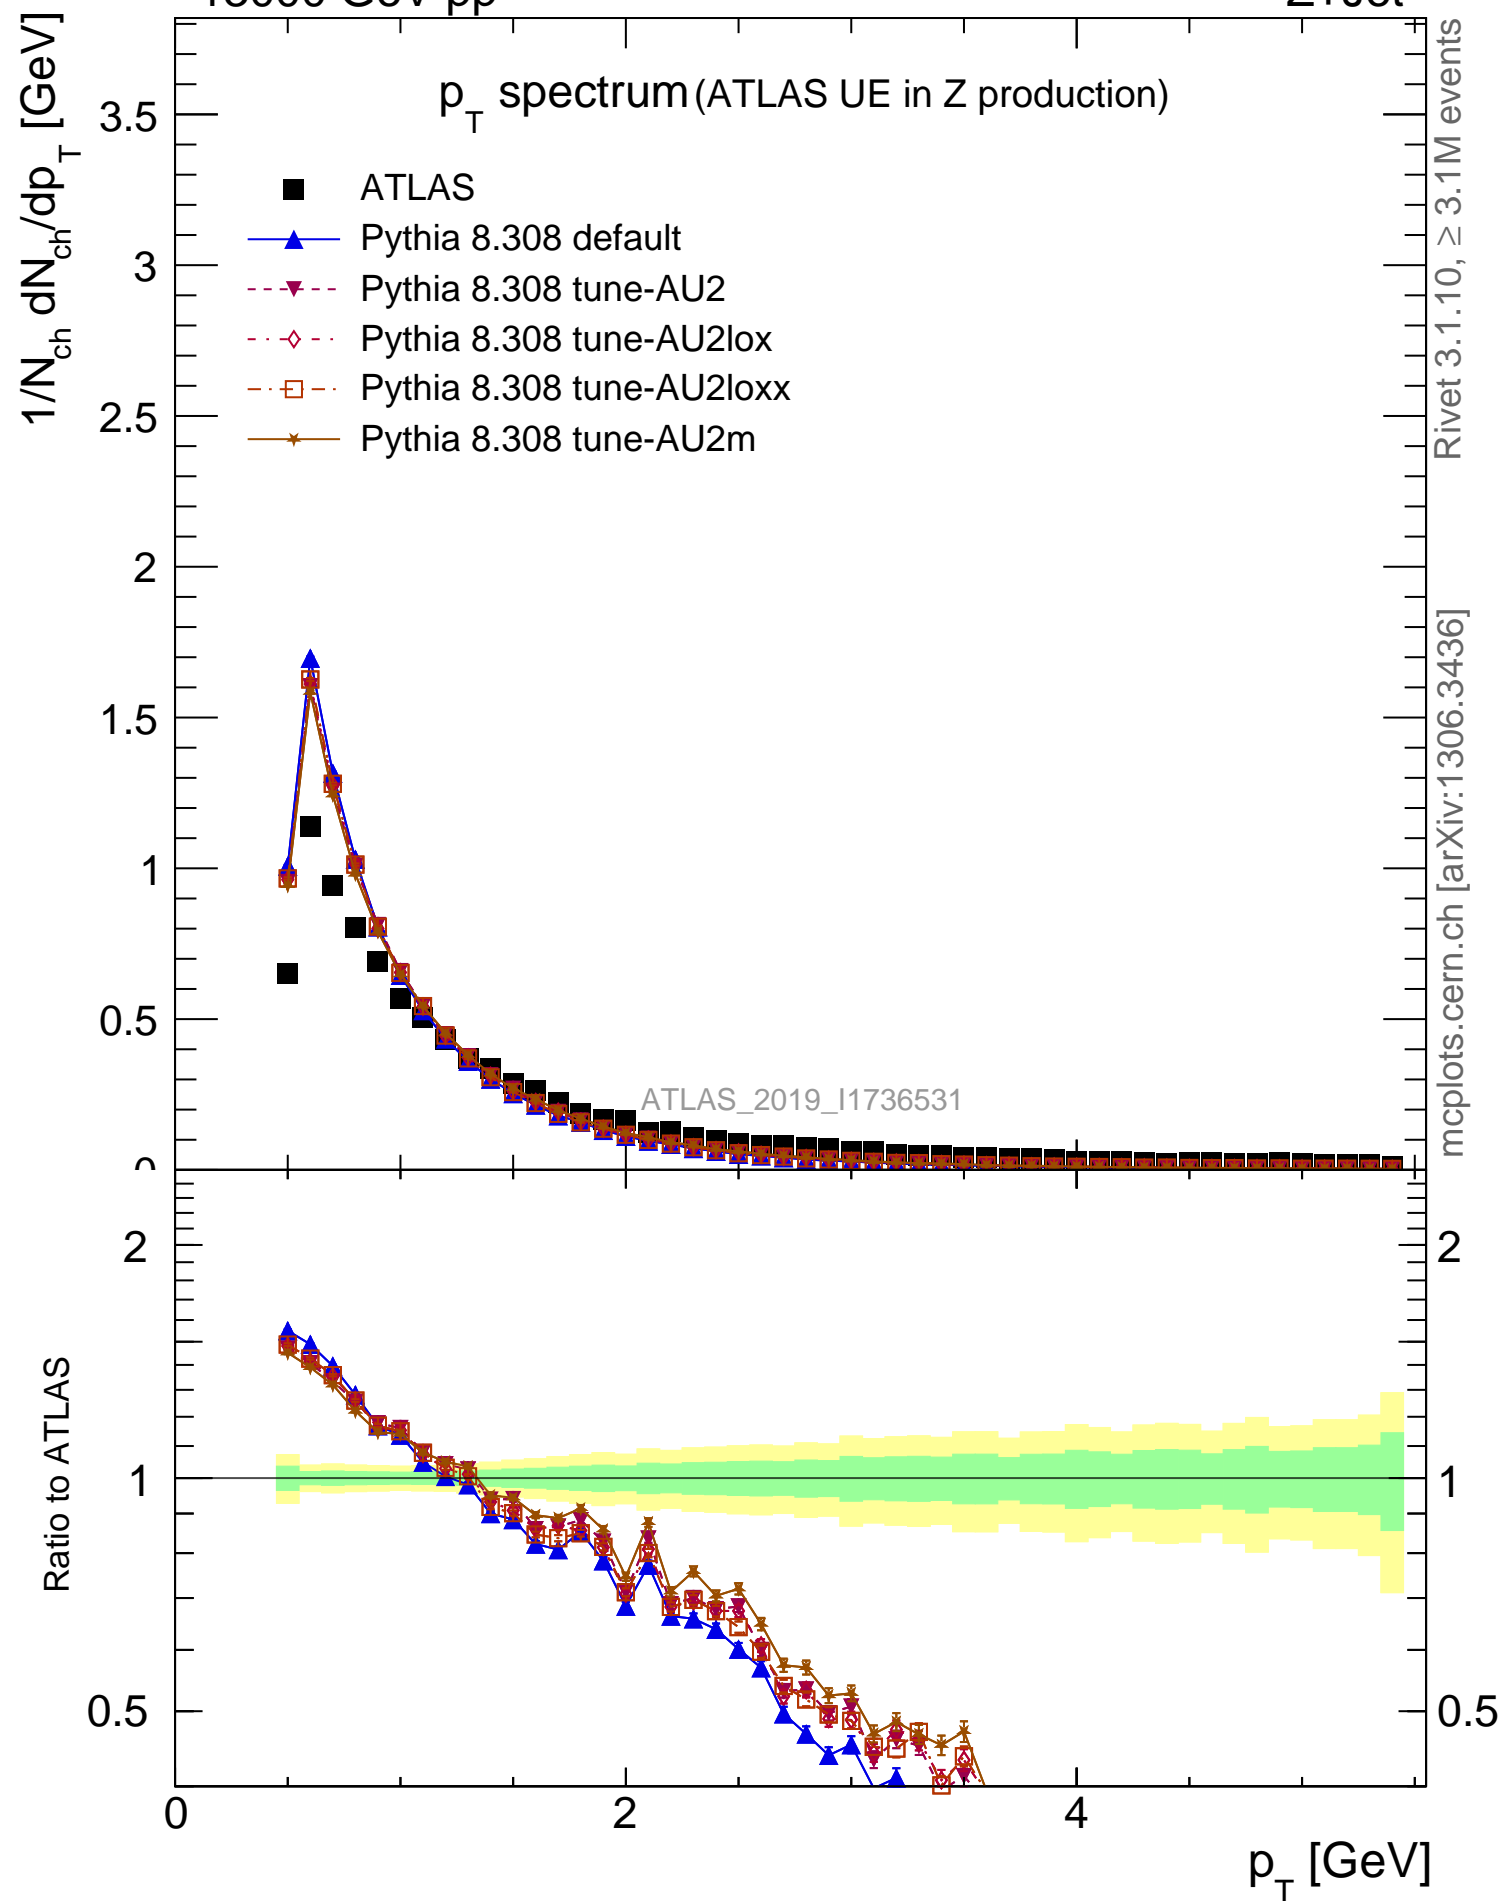 13000 GeV pp
Z+Jet
p_T spectrum (ATLAS UE in Z production)
ATLAS
Pythia 8.308 default
Pythia 8.308 tune-AU2
Pythia 8.308 tune-AU2lox
Pythia 8.308 tune-AU2loxx
Pythia 8.308 tune-AU2m
1/N_ch dN_ch/dp_T [GeV]
3.5
3
2.5
2
1.5
1
0.5
0
ATLAS_2019_I1736531
Rivet 3.1.10, ≥ 3.1M events
mcplots.cern.ch [arXiv:1306.3436]
Ratio to ATLAS
2
1
0.5
2
1
0.5
0
2
4
p_T [GeV]